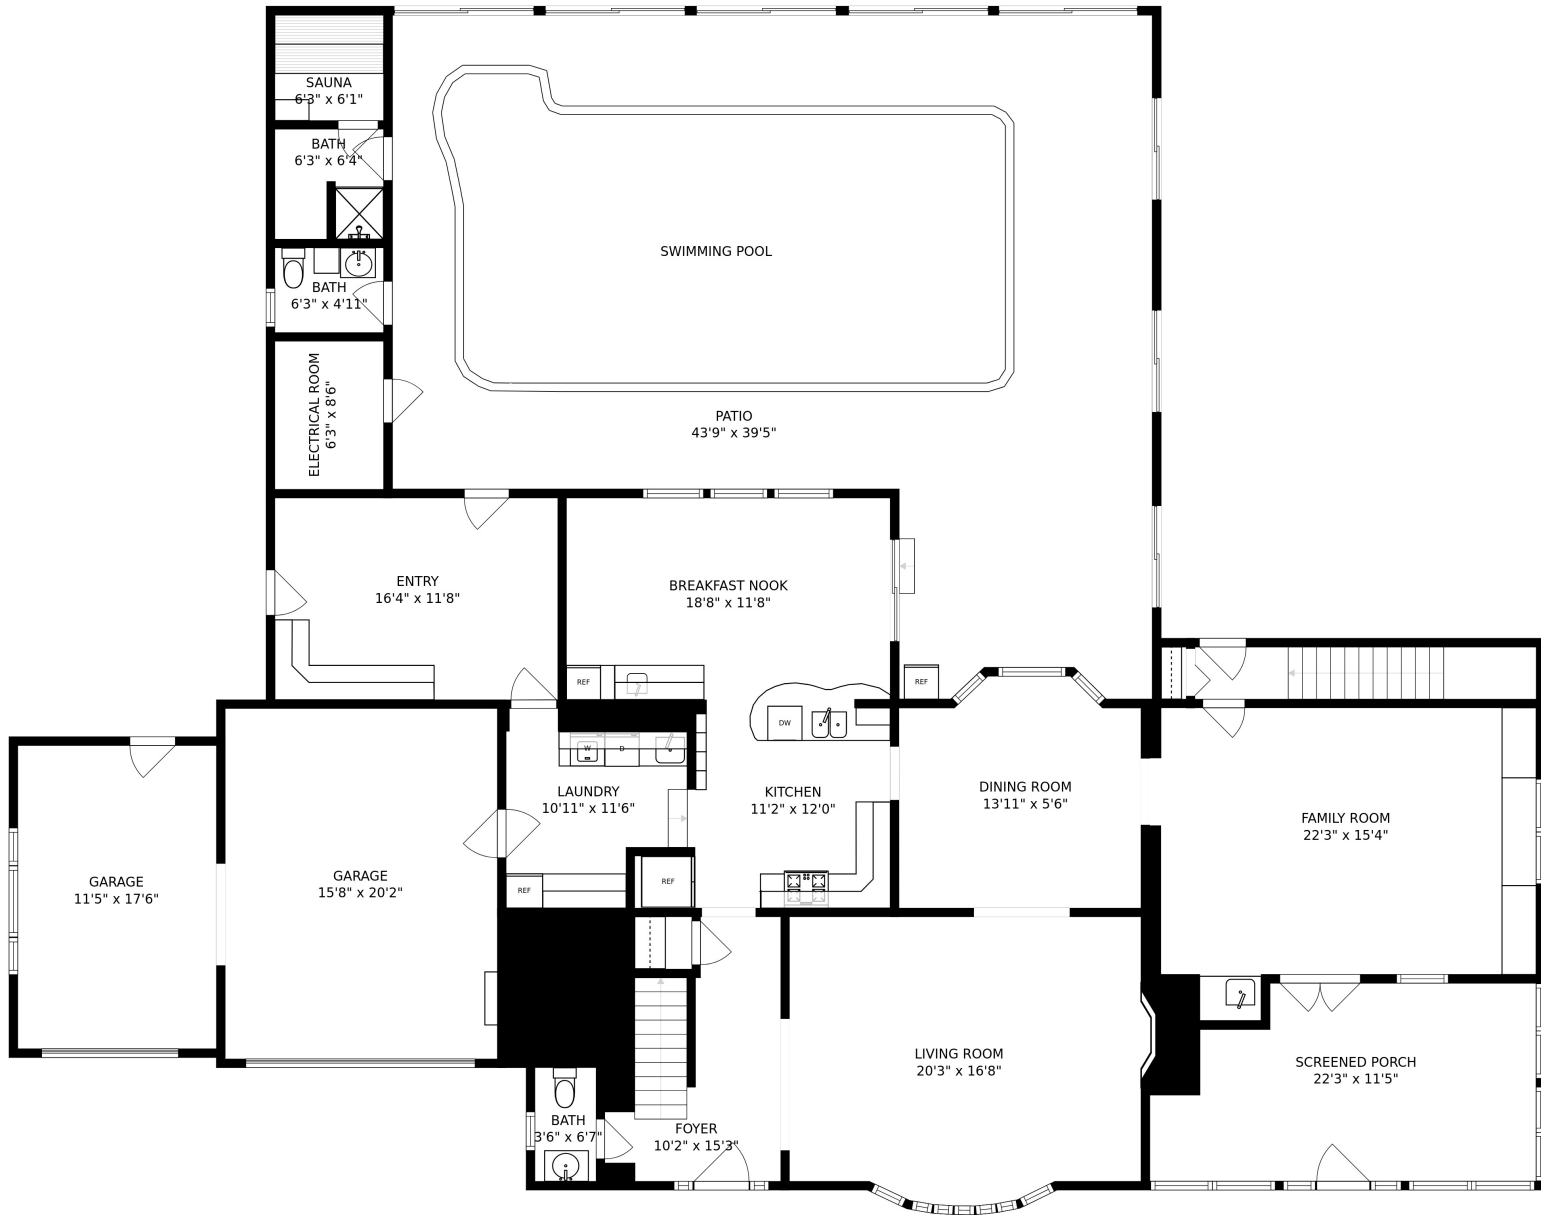 SAUNA
6'3" x 6'1"
BATH
6'3" x 6'4"
SWIMMING POOL
BATH
6'3" x 4'11"
ELECTRICAL ROOM
6'3" x 8'6"
PATIO
43'9" x 39'5"
ENTRY
16'4" x 11'8"
BREAKFAST NOOK
18'8" x 11'8"
REF
REF
DW
W
D
LAUNDRY
10'11" x 11'6"
KITCHEN
11'2" x 12'0"
DINING ROOM
13'11" x 5'6"
FAMILY ROOM
22'3" x 15'4"
GARAGE
11'5" x 17'6"
GARAGE
15'8" x 20'2"
REF
REF
LIVING ROOM
20'3" x 16'8"
SCREENED PORCH
22'3" x 11'5"
BATH
3'6" x 6'7"
FOYER
10'2" x 15'3"